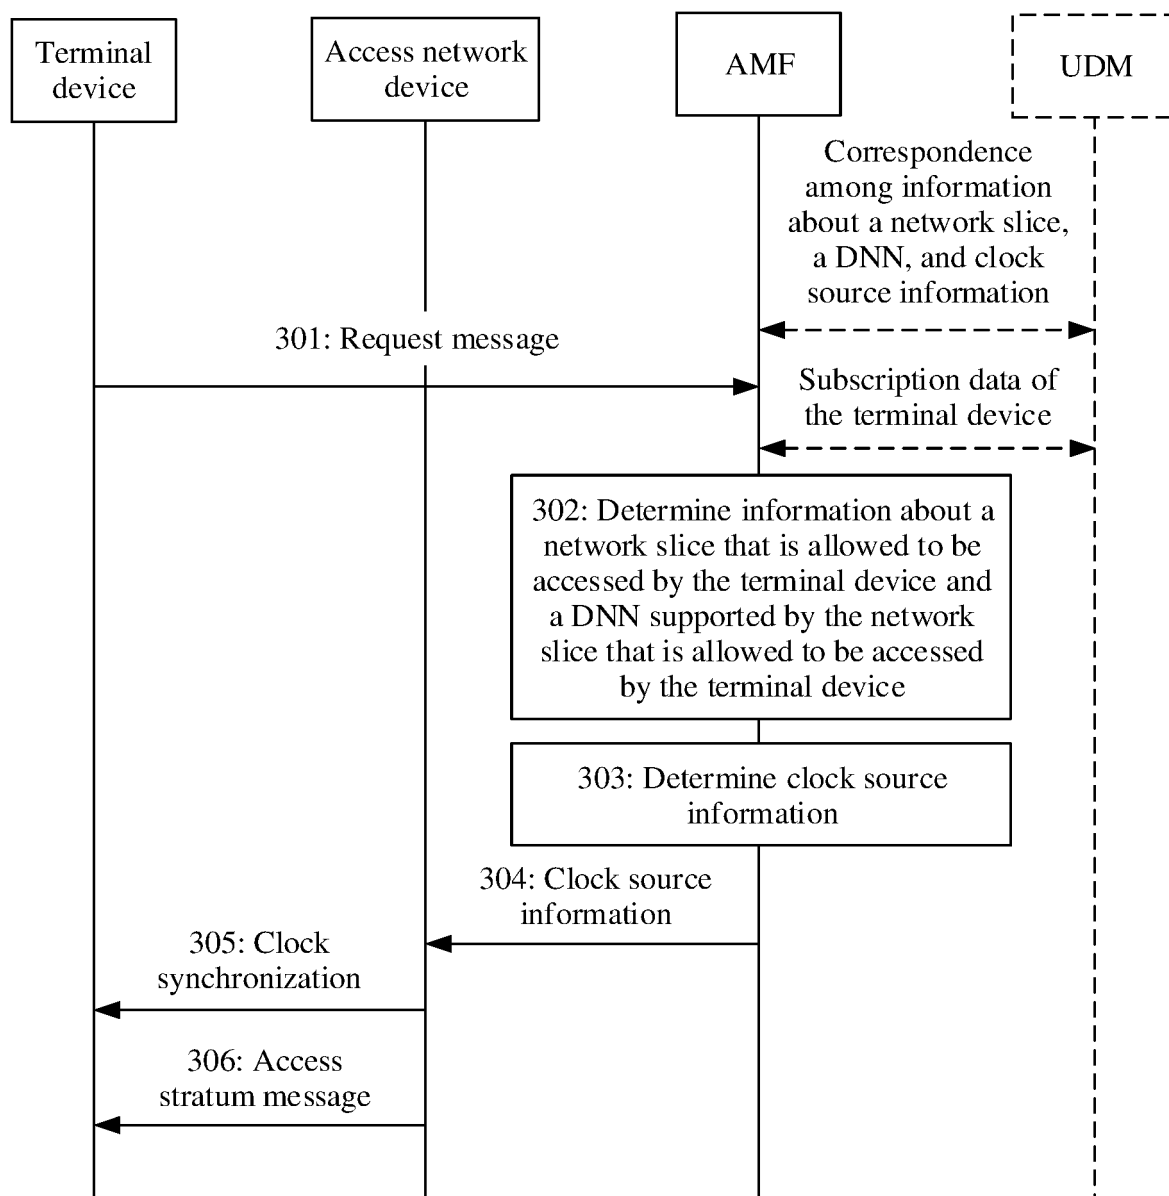 Terminal
device
Access network
device
AMF
UDM
Correspondence
among information
about a network slice,
a DNN, and clock
source information
301: Request message
Subscription data of
the terminal device
302: Determine information about a
network slice that is allowed to be
accessed by the terminal device and
a DNN supported by the network
slice that is allowed to be accessed
by the terminal device
303: Determine clock source
information
304: Clock source
information
305: Clock
synchronization
306: Access
stratum message